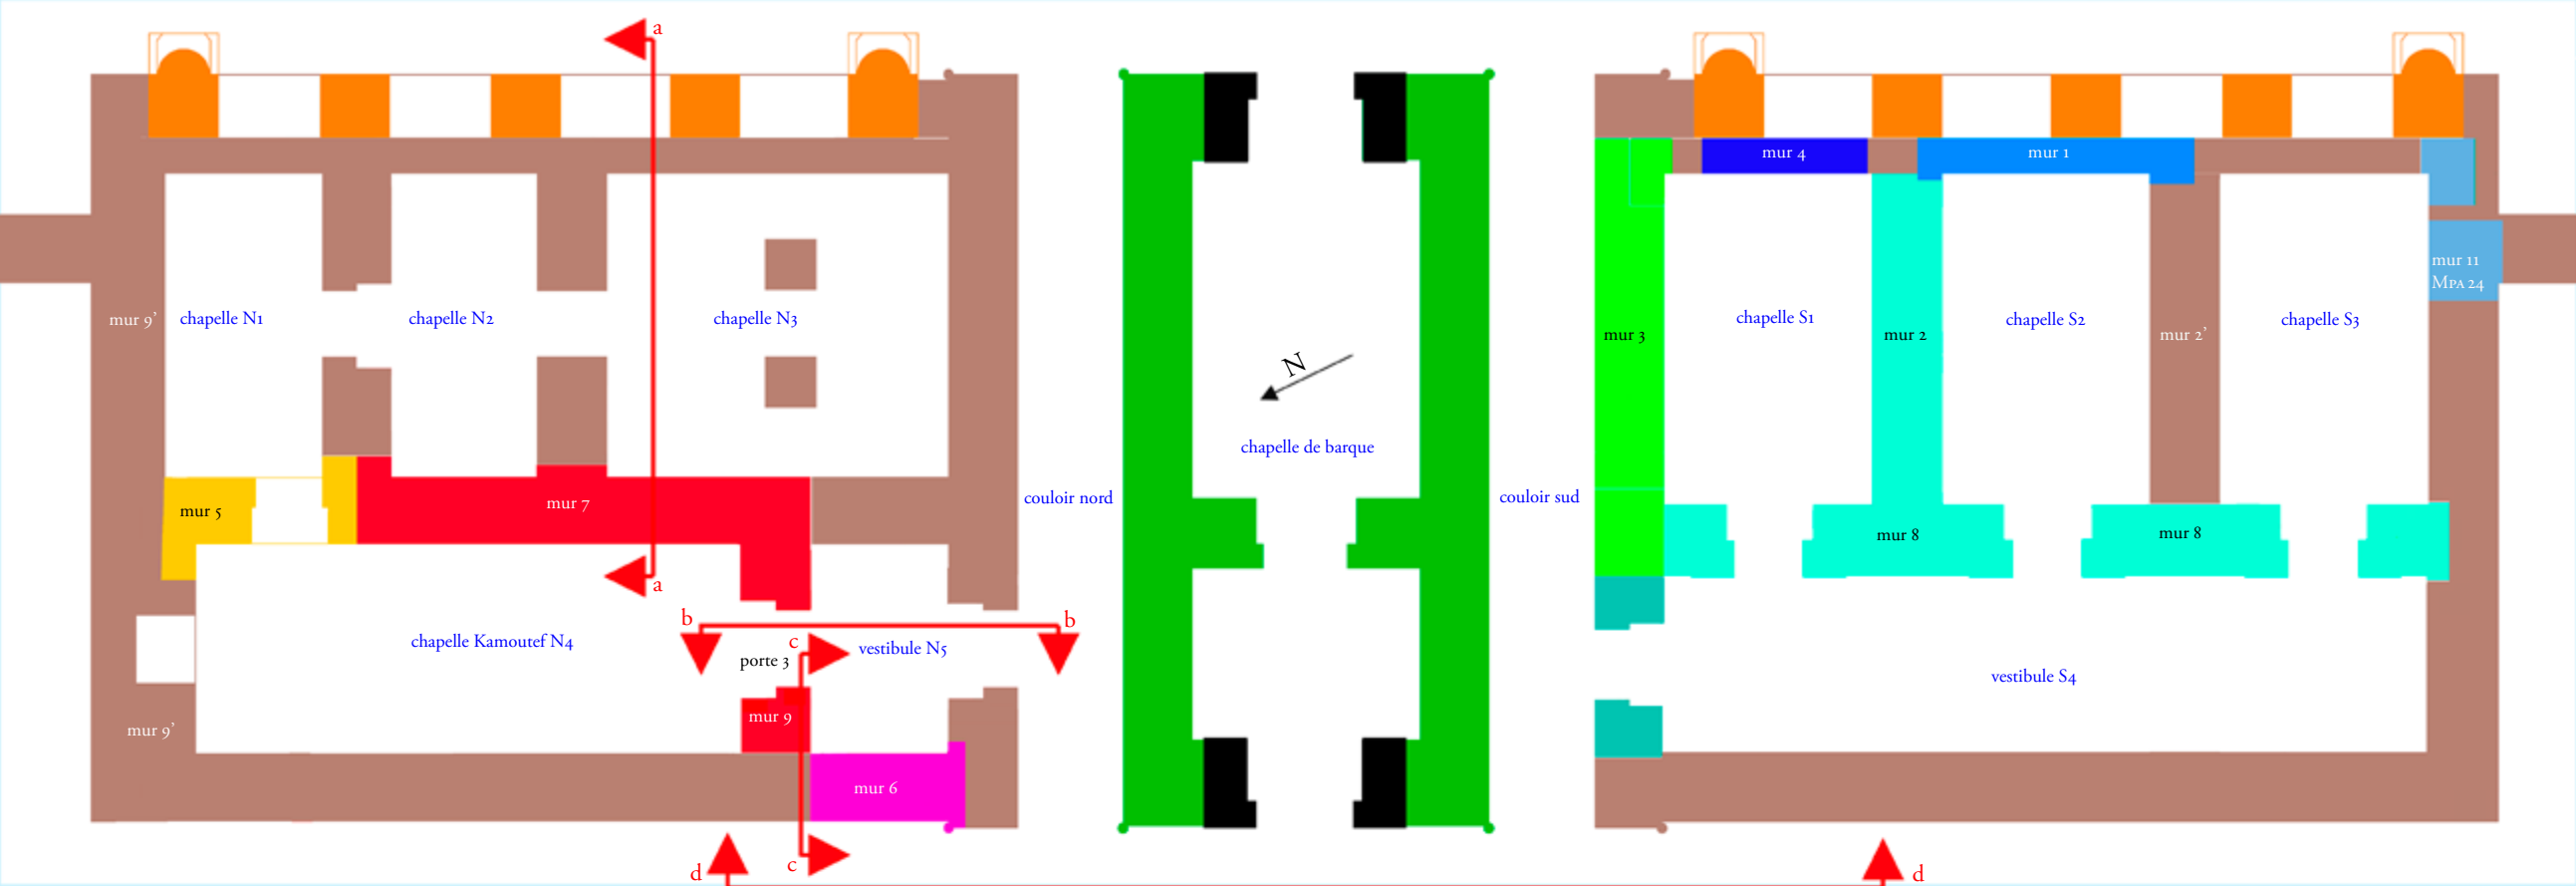 a
mur 4
mur 1
mur 11
MPA 24
mur 9’
chapelle N1
chapelle N2
chapelle N3
mur 3
chapelle S1
mur 2
chapelle S2
mur 2’
chapelle S3
N
chapelle de barque
mur 5
mur 7
couloir nord
couloir sud
mur 8
mur 8
a
b
b
chapelle Kamoutef N4
c
porte 3
vestibule N5
vestibule S4
mur 9’
mur 9
mur 6
d
c
d